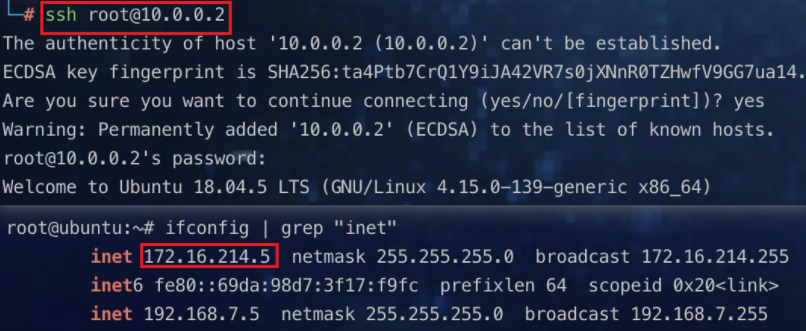 └─# ssh root@10.0.0.2
The authenticity of host '10.0.0.2 (10.0.0.2)' can't be established.
ECDSA key fingerprint is SHA256:ta4Ptb7CrQ1Y9iJA42VR7s0jXNnR0TZHwfV9GG7ua14.
Are you sure you want to continue connecting (yes/no/[fingerprint])? yes
Warning: Permanently added '10.0.0.2' (ECDSA) to the list of known hosts.
root@10.0.0.2's password:
Welcome to Ubuntu 18.04.5 LTS (GNU/Linux 4.15.0-139-generic x86_64)
root@ubuntu:~# ifconfig | grep "inet"
inet 172.16.214.5 netmask 255.255.255.0 broadcast 172.16.214.255
inet6 fe80::69da:98d7:3f17:f9fc prefixlen 64 scopeid 0x20<link>
inet 192.168.7.5 netmask 255.255.255.0 broadcast 192.168.7.255